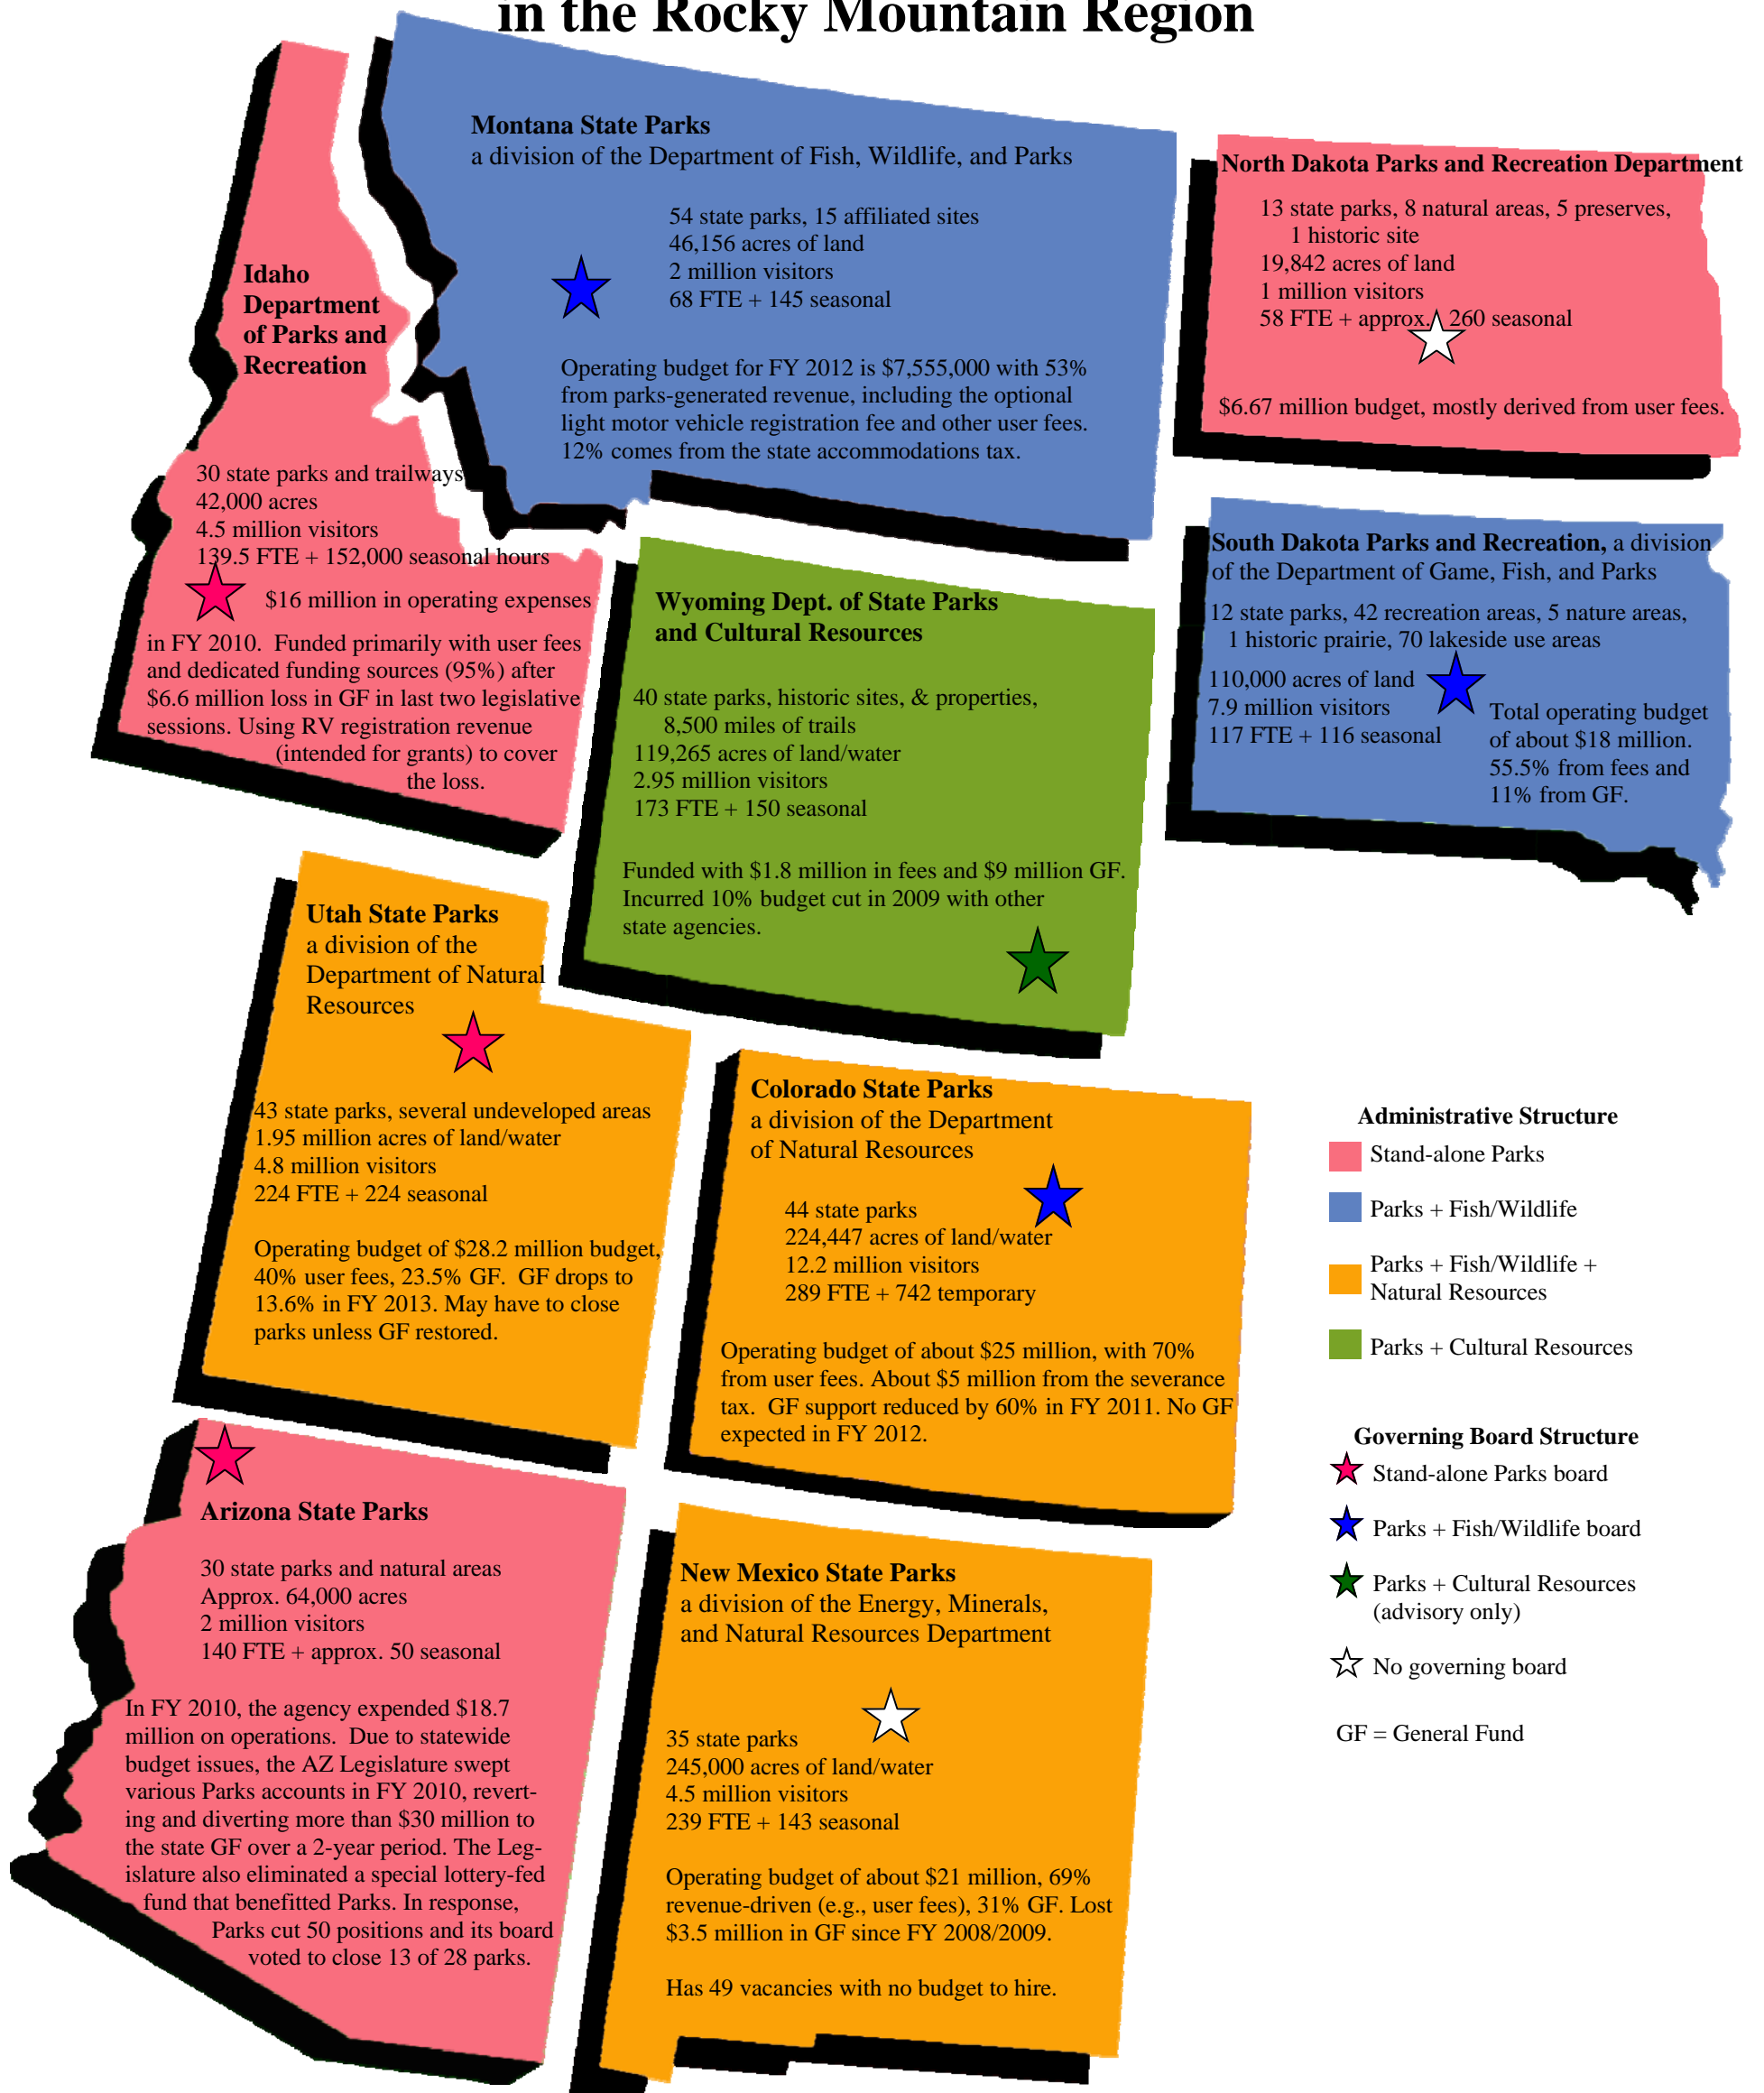 in the Rocky Mountain Region
Montana State Parks
a division of the Department of Fish, Wildlife, and Parks
54 state parks, 15 affiliated sites
46,156 acres of land
2 million visitors
68 FTE + 145 seasonal
Operating budget for FY 2012 is $7,555,000 with 53%
from parks-generated revenue, including the optional
light motor vehicle registration fee and other user fees.
12% comes from the state accommodations tax.
North Dakota Parks and Recreation Department
13 state parks, 8 natural areas, 5 preserves,
1 historic site
19,842 acres of land
1 million visitors
58 FTE + approx. 260 seasonal
$6.67 million budget, mostly derived from user fees.
Idaho
Department
of Parks and
Recreation
30 state parks and trailways
42,000 acres
4.5 million visitors
139.5 FTE + 152,000 seasonal hours
$16 million in operating expenses
in FY 2010.  Funded primarily with user fees
and dedicated funding sources (95%) after
$6.6 million loss in GF in last two legislative
sessions. Using RV registration revenue
(intended for grants) to cover
the loss.
South Dakota Parks and Recreation, a division
of the Department of Game, Fish, and Parks
12 state parks, 42 recreation areas, 5 nature areas,
1 historic prairie, 70 lakeside use areas
110,000 acres of land
7.9 million visitors
117 FTE + 116 seasonal
Total operating budget
of about $18 million.
55.5% from fees and
11% from GF.
Wyoming Dept. of State Parks
and Cultural Resources
40 state parks, historic sites, & properties,
8,500 miles of trails
119,265 acres of land/water
2.95 million visitors
173 FTE + 150 seasonal
Funded with $1.8 million in fees and $9 million GF.
Incurred 10% budget cut in 2009 with other
state agencies.
Utah State Parks
a division of the
Department of Natural
Resources
43 state parks, several undeveloped areas
1.95 million acres of land/water
4.8 million visitors
224 FTE + 224 seasonal
Operating budget of $28.2 million budget,
40% user fees, 23.5% GF.  GF drops to
13.6% in FY 2013. May have to close
parks unless GF restored.
Colorado State Parks
a division of the Department
of Natural Resources
44 state parks
224,447 acres of land/water
12.2 million visitors
289 FTE + 742 temporary
Operating budget of about $25 million, with 70%
from user fees. About $5 million from the severance
tax.  GF support reduced by 60% in FY 2011. No GF
expected in FY 2012.
Administrative Structure
Stand-alone Parks
Parks + Fish/Wildlife
Parks + Fish/Wildlife +
Natural Resources
Parks + Cultural Resources
Governing Board Structure
Stand-alone Parks board
Parks + Fish/Wildlife board
Parks + Cultural Resources
(advisory only)
No governing board
GF = General Fund
Arizona State Parks
30 state parks and natural areas
Approx. 64,000 acres
2 million visitors
140 FTE + approx. 50 seasonal
In FY 2010, the agency expended $18.7
million on operations.  Due to statewide
budget issues, the AZ Legislature swept
various Parks accounts in FY 2010, revert-
ing and diverting more than $30 million to
the state GF over a 2-year period. The Leg-
islature also eliminated a special lottery-fed
fund that benefitted Parks. In response,
Parks cut 50 positions and its board
voted to close 13 of 28 parks.
New Mexico State Parks
a division of the Energy, Minerals,
and Natural Resources Department
35 state parks
245,000 acres of land/water
4.5 million visitors
239 FTE + 143 seasonal
Operating budget of about $21 million, 69%
revenue-driven (e.g., user fees), 31% GF. Lost
$3.5 million in GF since FY 2008/2009.
Has 49 vacancies with no budget to hire.